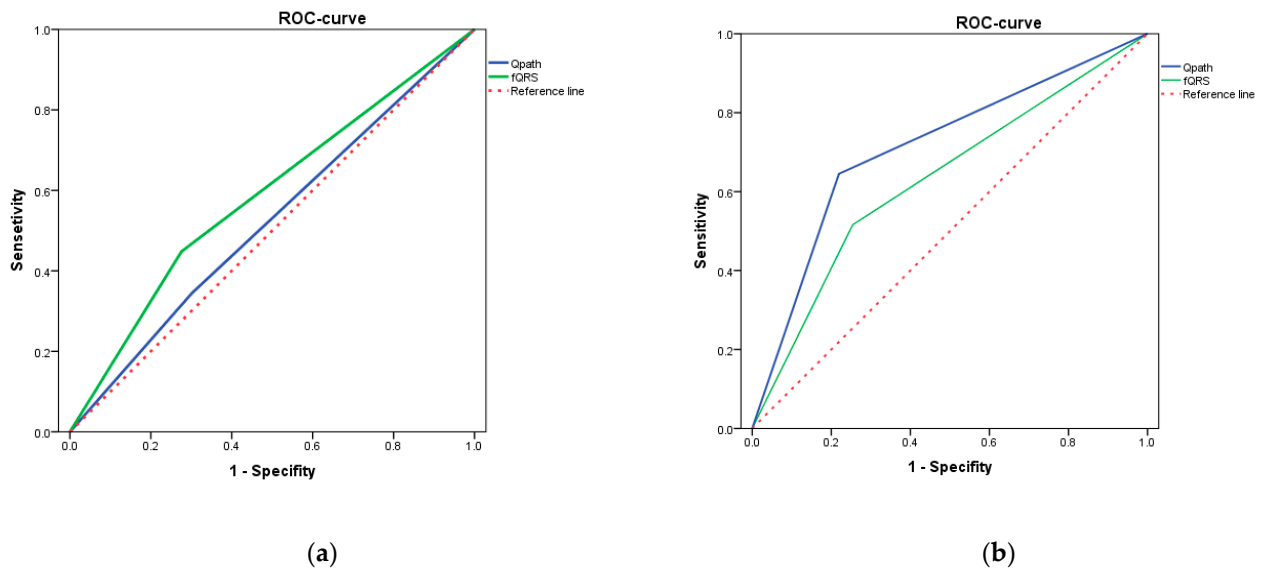 ROC-curve
Qpath
fQRS
Reference line
1.0
0.8
0.6
0.4
0.2
0.0
Sensetivity
0.0 0.2 0.4 0.6 0.8 1.0
1 - Specifity
(a)
ROC-curve
Qpath
fQRS
Reference line
1.0
0.8
0.6
0.4
0.2
0.0
Sensitivity
0.0 0.2 0.4 0.6 0.8 1.0
1 - Specifity
(b)